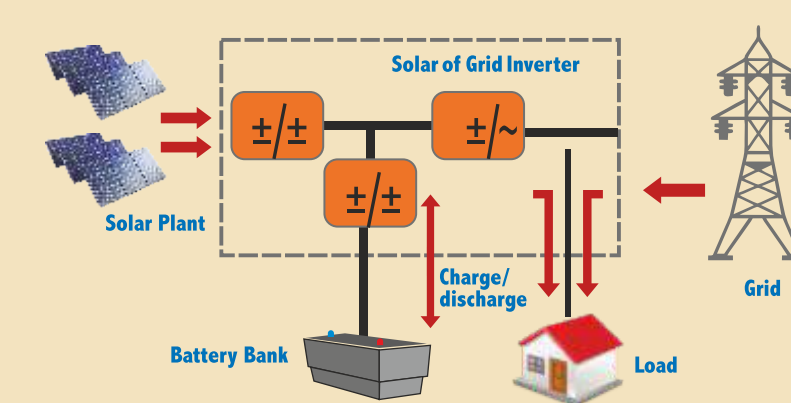 Solar of Grid Inverter
±/±
±/~
±/±
Solar Plant
Charge/
discharge
Grid
Battery Bank
Load